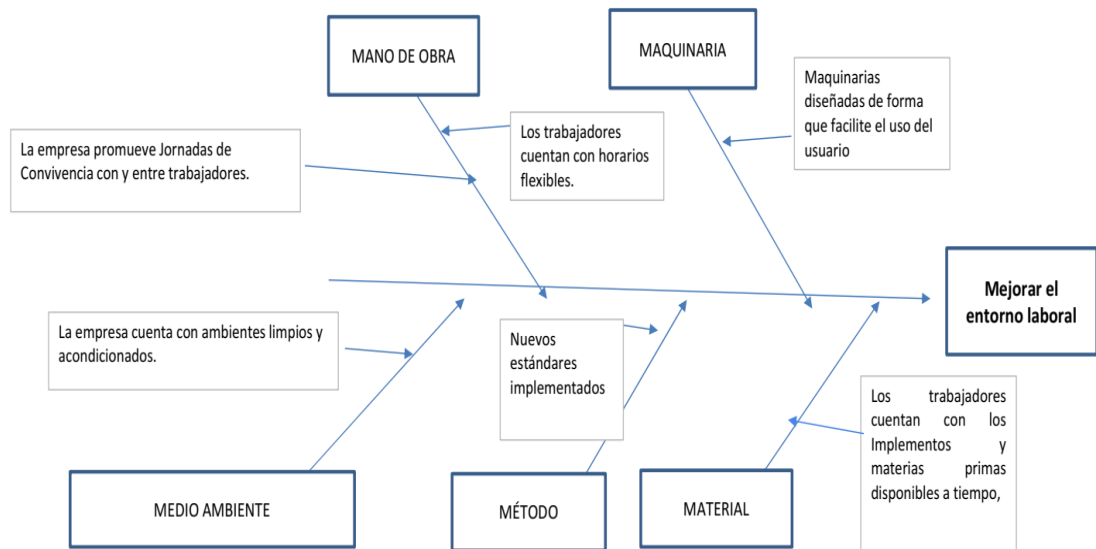 MANO DE OBRA
MAQUINARIA
Maquinarias
diseñadas de forma
que facilite el uso del
usuario
Los trabajadores
cuentan con horarios
flexibles.
La empresa promueve Jornadas de
Convivencia con y entre trabajadores.
Mejorar el
entorno laboral
La empresa cuenta con ambientes limpios y
acondicionados.
Nuevos
estándares
implementados
Los trabajadores
cuentan con los
Implementos y
materias primas
disponibles a tiempo,
MEDIO AMBIENTE
MÉTODO
MATERIAL